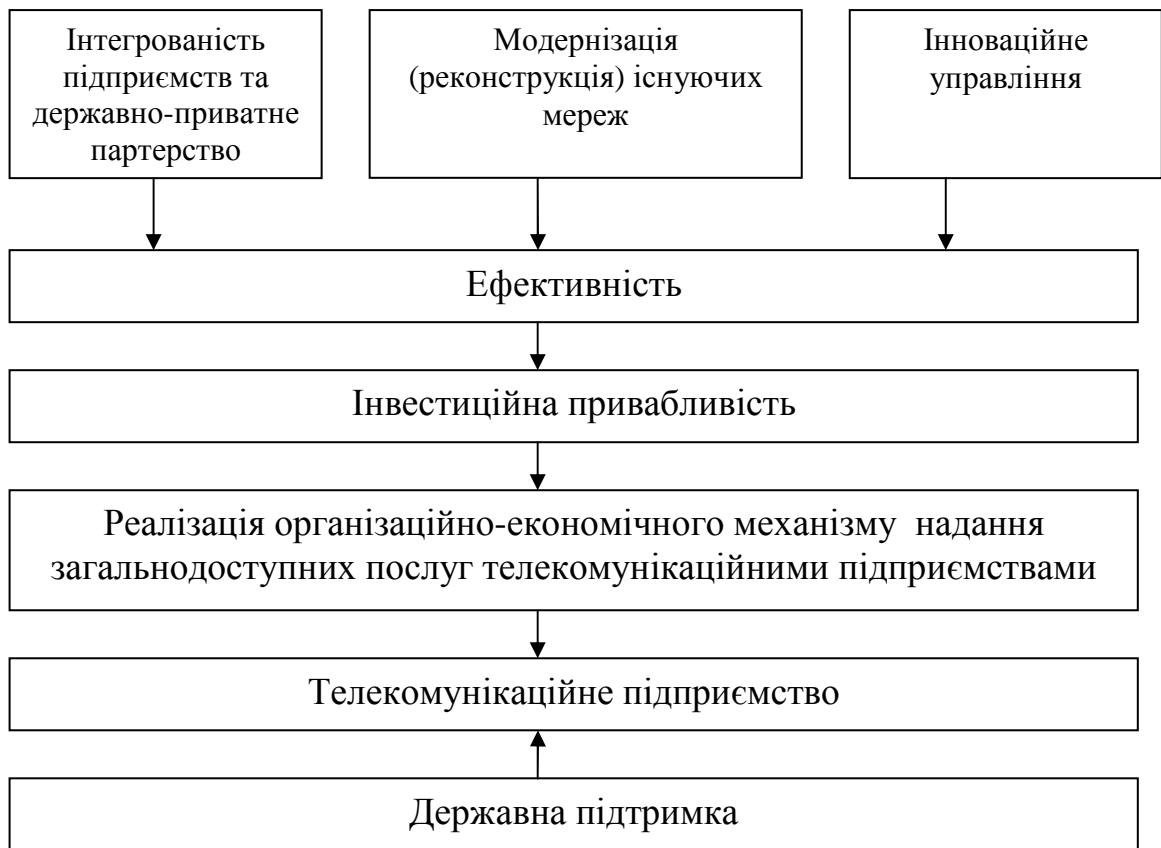 Інтегрованість
підприємств та
державно-приватне
партерство
Модернізація
(реконструкція) існуючих
мереж
Інноваційне
управління
Ефективність
Інвестиційна привабливість
Реалізація організаційно-економічного механізму надання
загальнодоступних послуг телекомунікаційними підприємствами
Телекомунікаційне підприємство
Державна підтримка